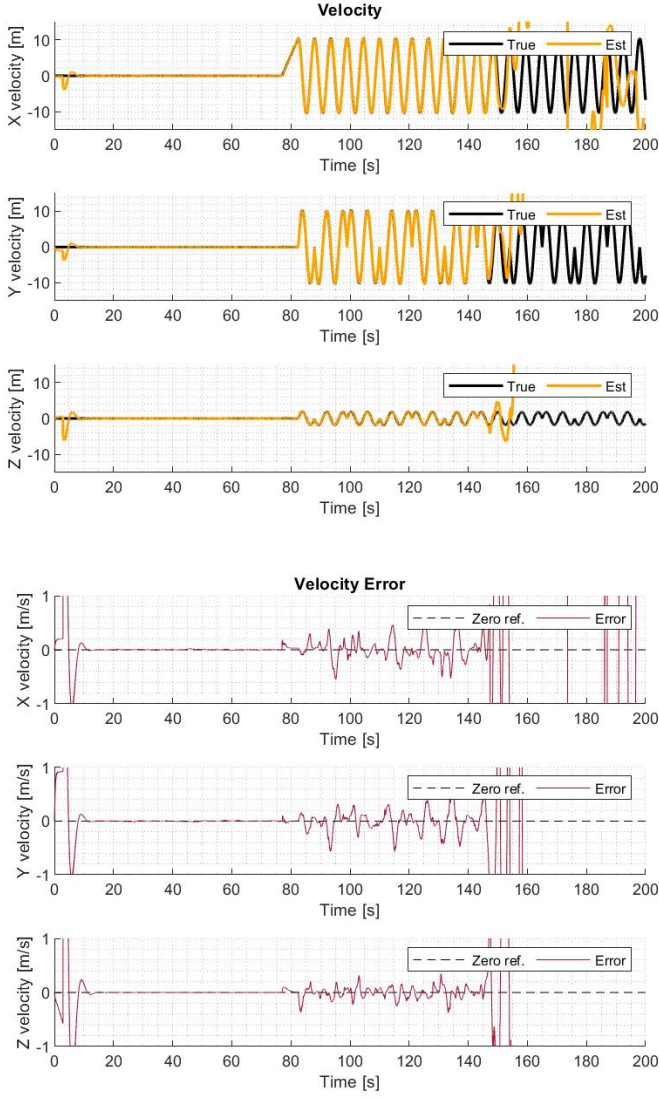 Velocity
10
0
-10
X velocity [m]
True
Est
0 20 40 60 80 100 120 140 160 180 200
Time [s]
10
0
-10
Y velocity [m]
True
Est
0 20 40 60 80 100 120 140 160 180 200
Time [s]
10
0
-10
Z velocity [m]
True
Est
0 20 40 60 80 100 120 140 160 180 200
Time [s]
Velocity Error
1
0
-1
X velocity [m/s]
Zero ref.
Error
0 20 40 60 80 100 120 140 160 180 200
Time [s]
1
0
-1
Y velocity [m/s]
Zero ref.
Error
0 20 40 60 80 100 120 140 160 180 200
Time [s]
1
0
-1
Z velocity [m/s]
Zero ref.
Error
0 20 40 60 80 100 120 140 160 180 200
Time [s]